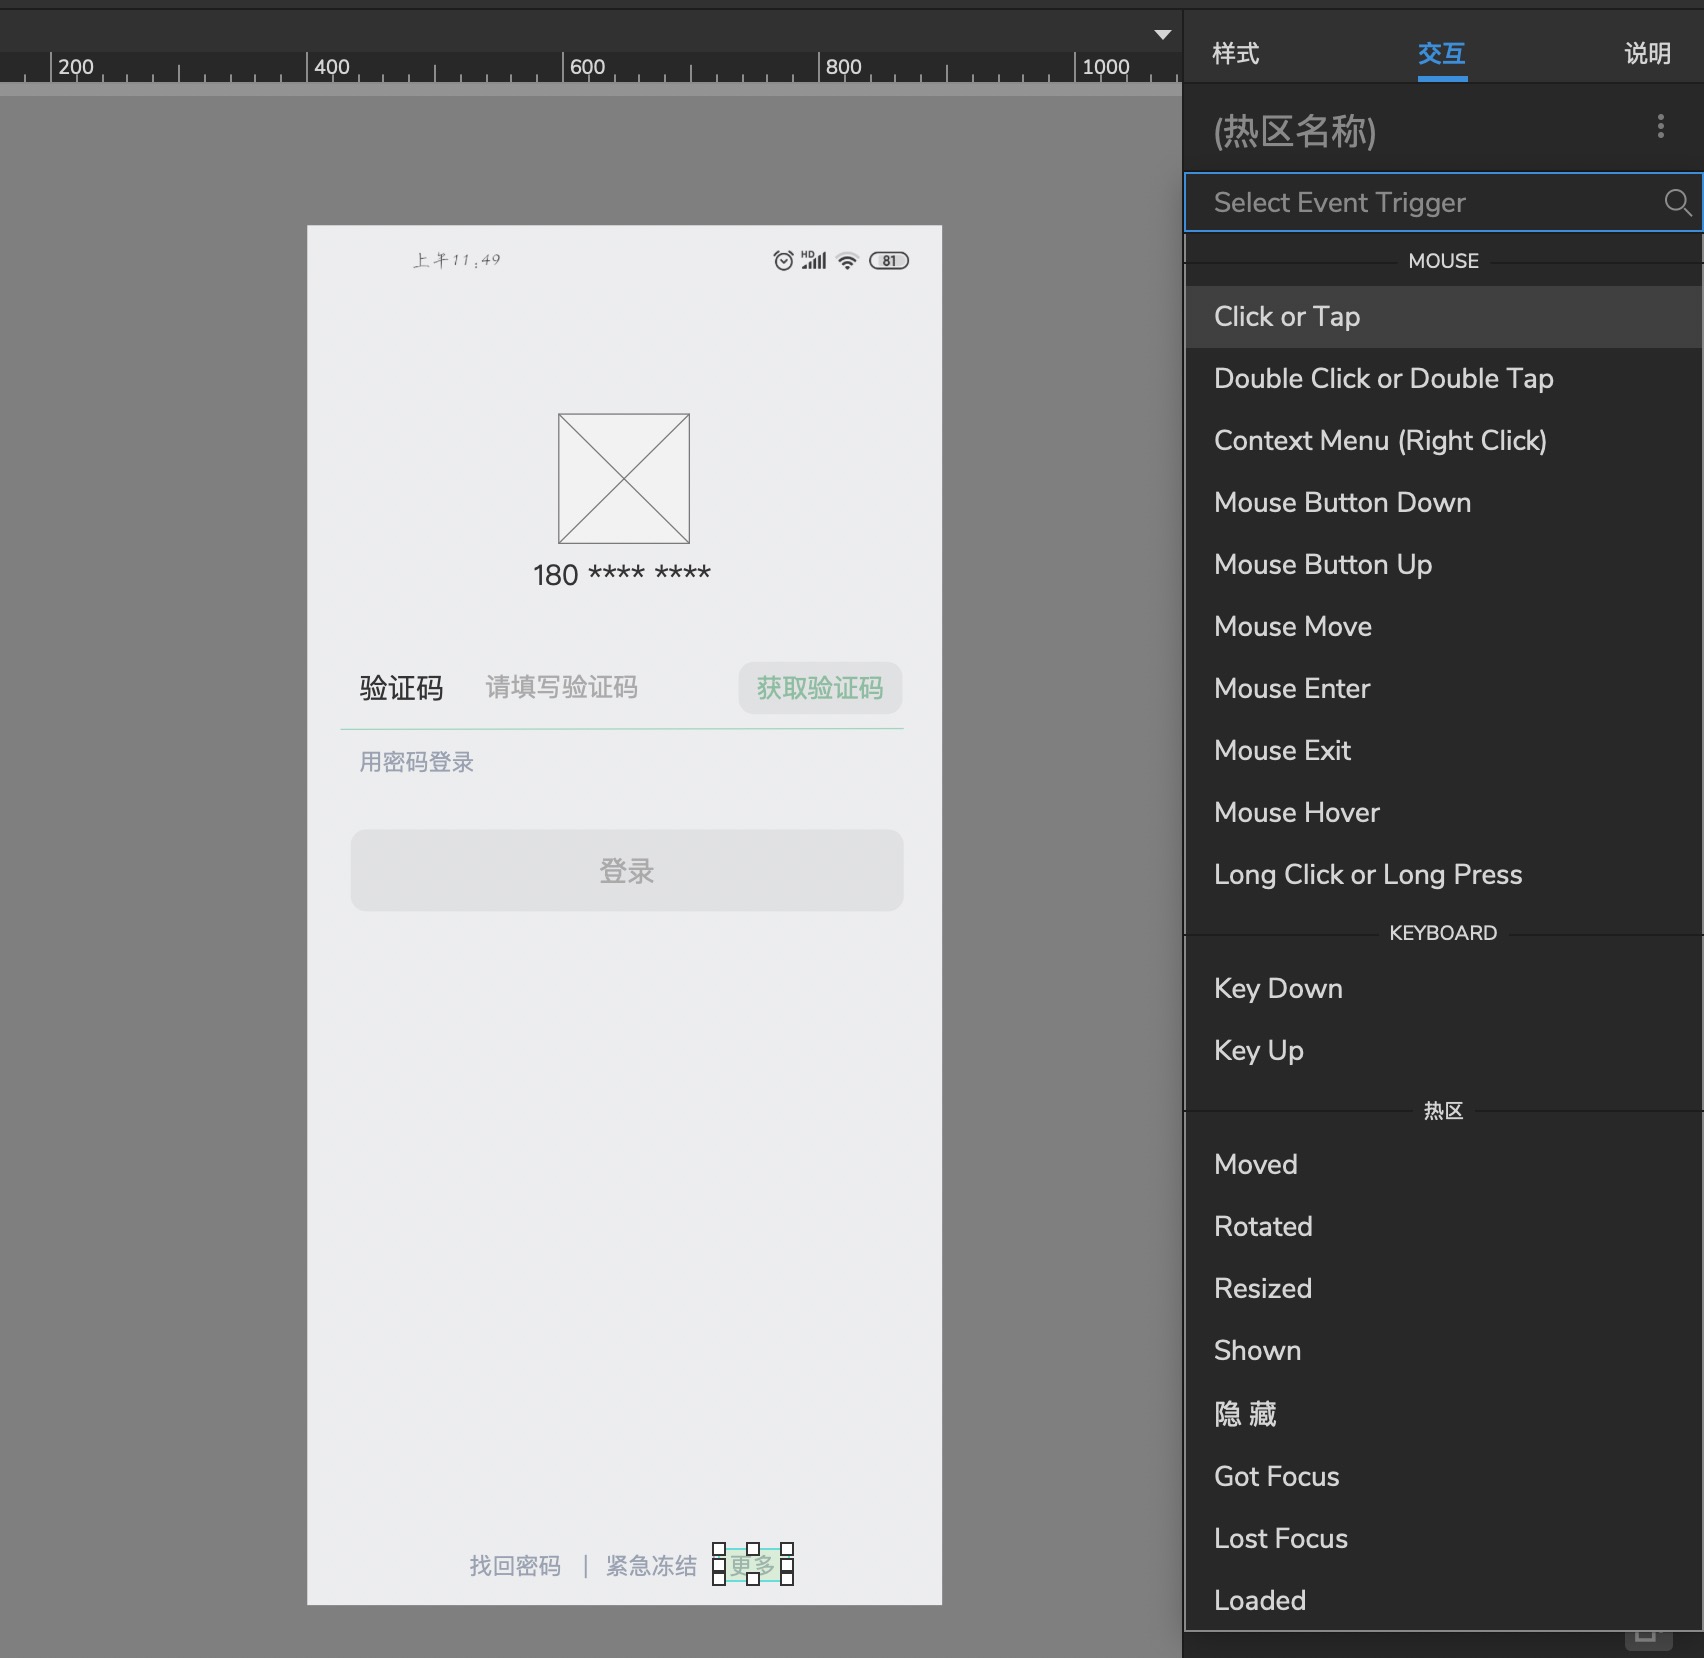 200 400 600 800 1000
样式 交互 说明
(热区名称)
Select Event Trigger
MOUSE
Click or Tap
Double Click or Double Tap
Context Menu (Right Click)
Mouse Button Down
Mouse Button Up
Mouse Move
Mouse Enter
Mouse Exit
Mouse Hover
Long Click or Long Press
KEYBOARD
Key Down
Key Up
热区
Moved
Rotated
Resized
Shown
隐 藏
Got Focus
Lost Focus
Loaded
上午11:49 HD 81
180 **** ****
验证码 请填写验证码 获取验证码
用密码登录
登录
找回密码 | 紧急冻结 更多